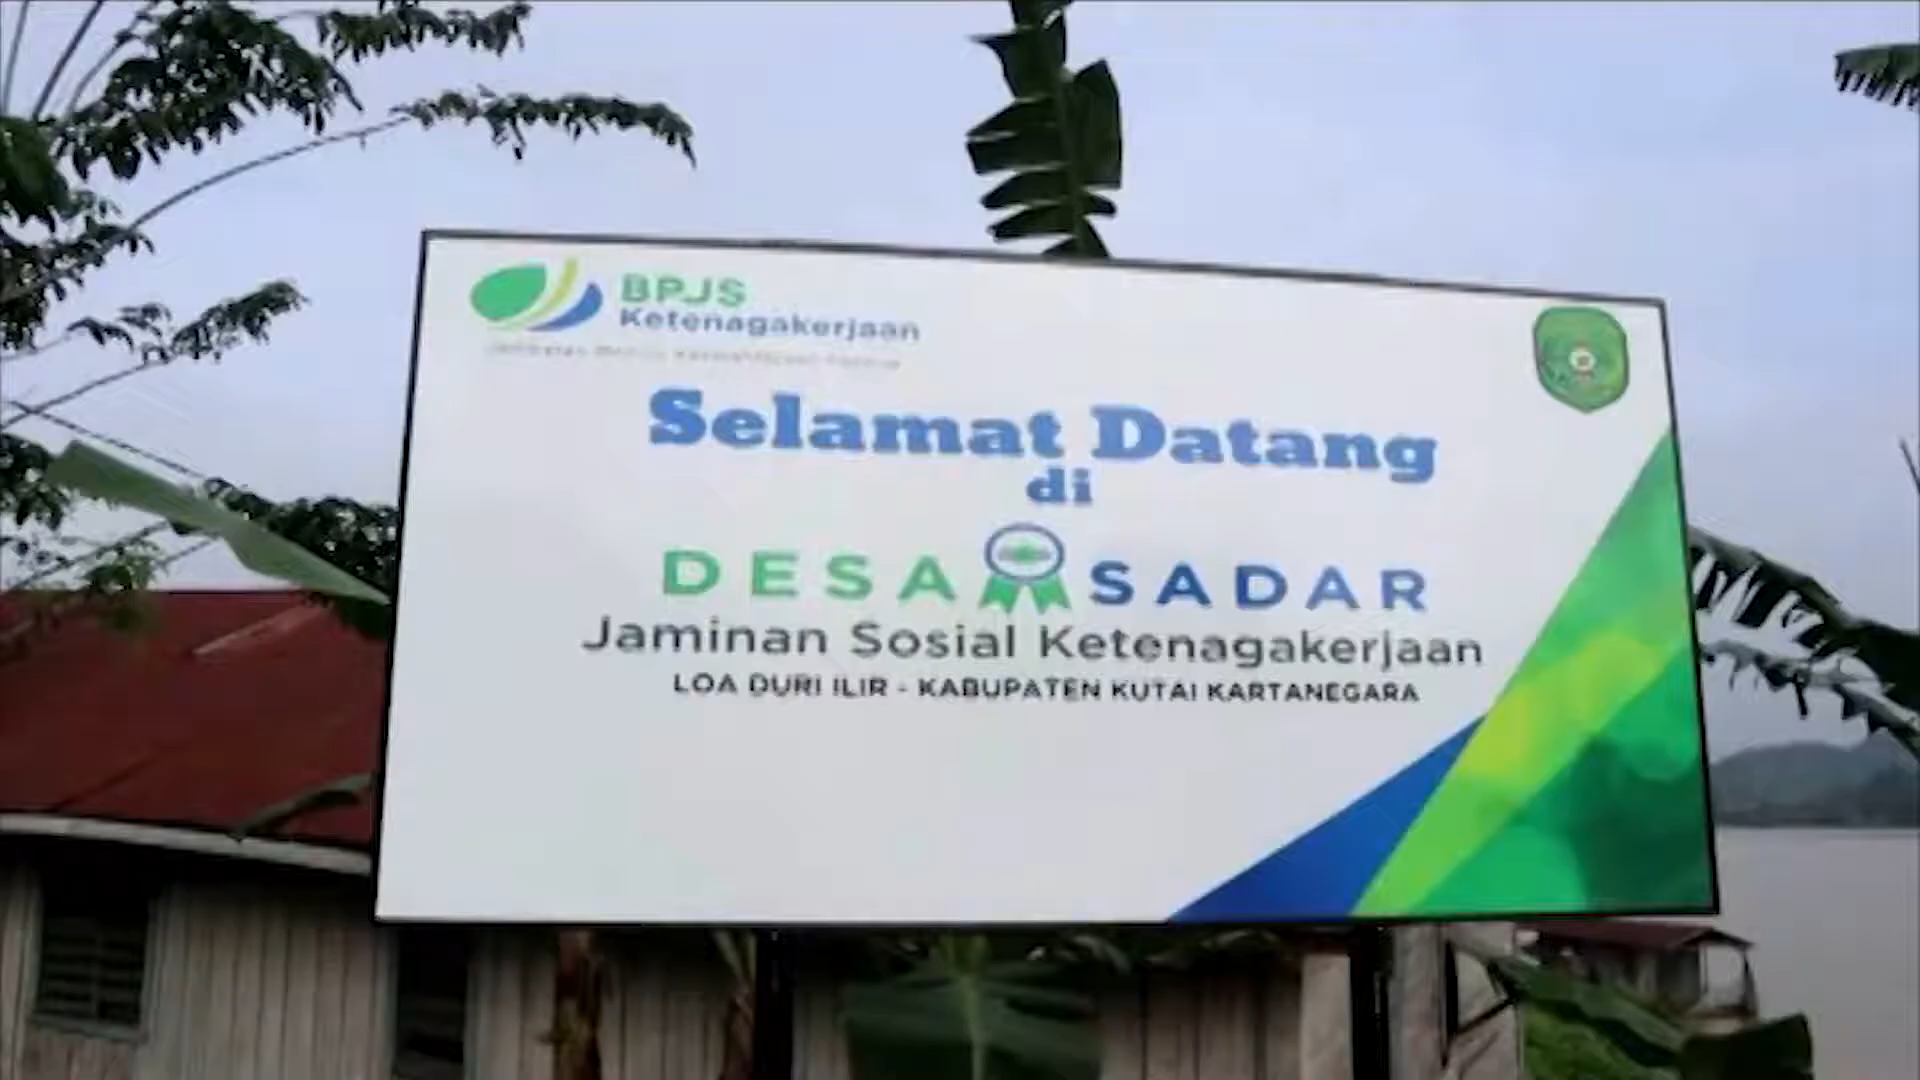 BPJS
Ketenagakerjaan
Selamat Datang
di
DESA SADAR
Jaminan Sosial Ketenagakerjaan
LOA DURI ILIR - KABUPATEN KUTAI KARTANEGARA